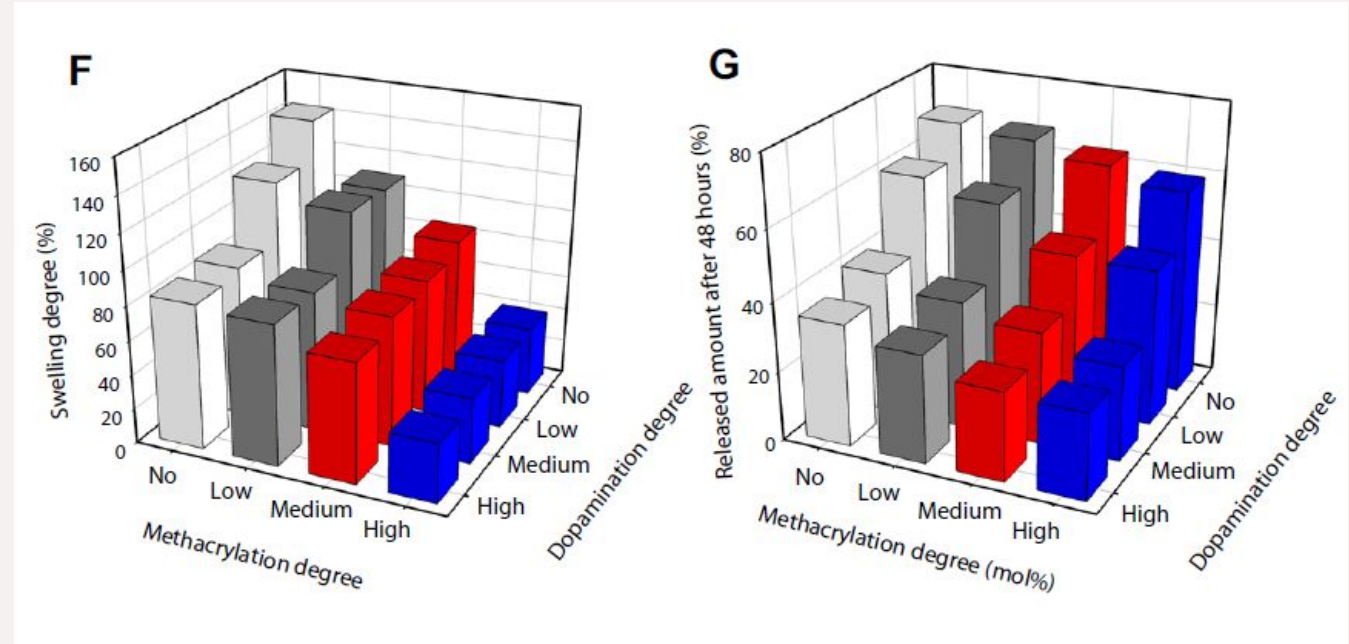 F
Swelling degree (%)
160
140
120
100
80
60
40
20
0
No
Low
Medium
High
Methacrylation degree
No
Low
Medium
High
Dopamination degree
G
Released amount after 48 hours (%)
80
60
40
20
0
No
Low
Medium
High
Methacrylation degree (mol%)
No
Low
Medium
High
Dopamination degree